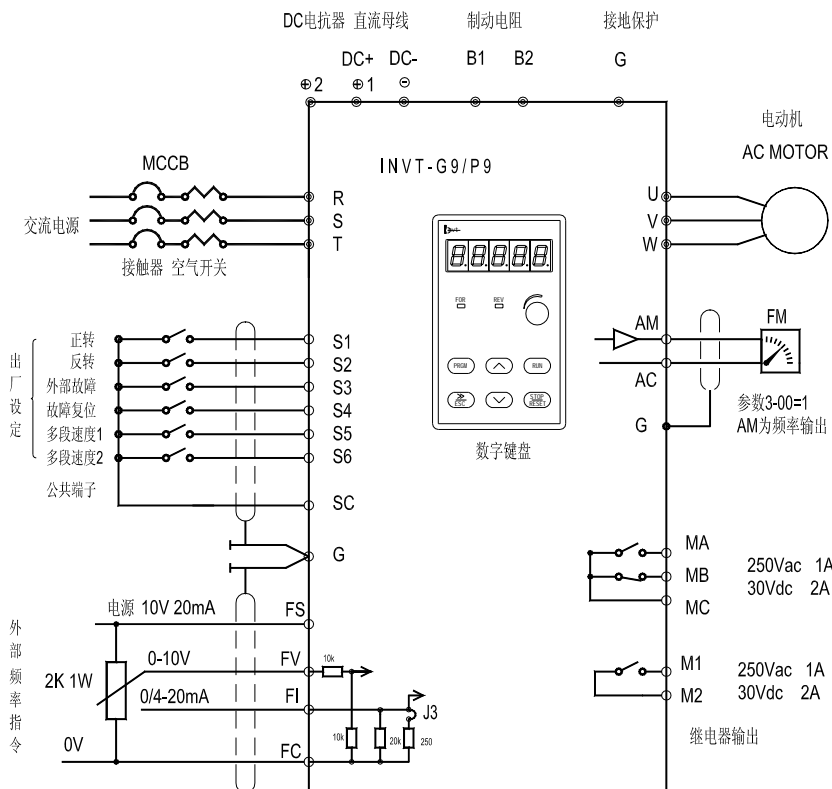 DC电抗器 直流母线 制动电阻 接地保护
DC+ DC- B1 B2 G
⊕2 ⊕1 ⊖
电动机
AC MOTOR
INVT-G9/P9
MCCB
R
S
T
交流电源
接触器 空气开关
U
V
W
invt
8.8.8.8.8.
FOR REV
PRGM RUN
≫ ESC
STOP RESET
数字键盘
出厂设定
正转 S1
反转 S2
外部故障 S3
故障复位 S4
多段速度1 S5
多段速度2 S6
公共端子 SC
G
AM
FM
AC
G
参数3-00=1
AM为频率输出
MA
MB
MC
250Vac 1A
30Vdc 2A
M1
M2
250Vac 1A
30Vdc 2A
继电器输出
外部频率指令
电源 10V 20mA FS
0-10V FV 10k
2K 1W
0/4-20mA FI
J3
10k 20k 250
0V FC